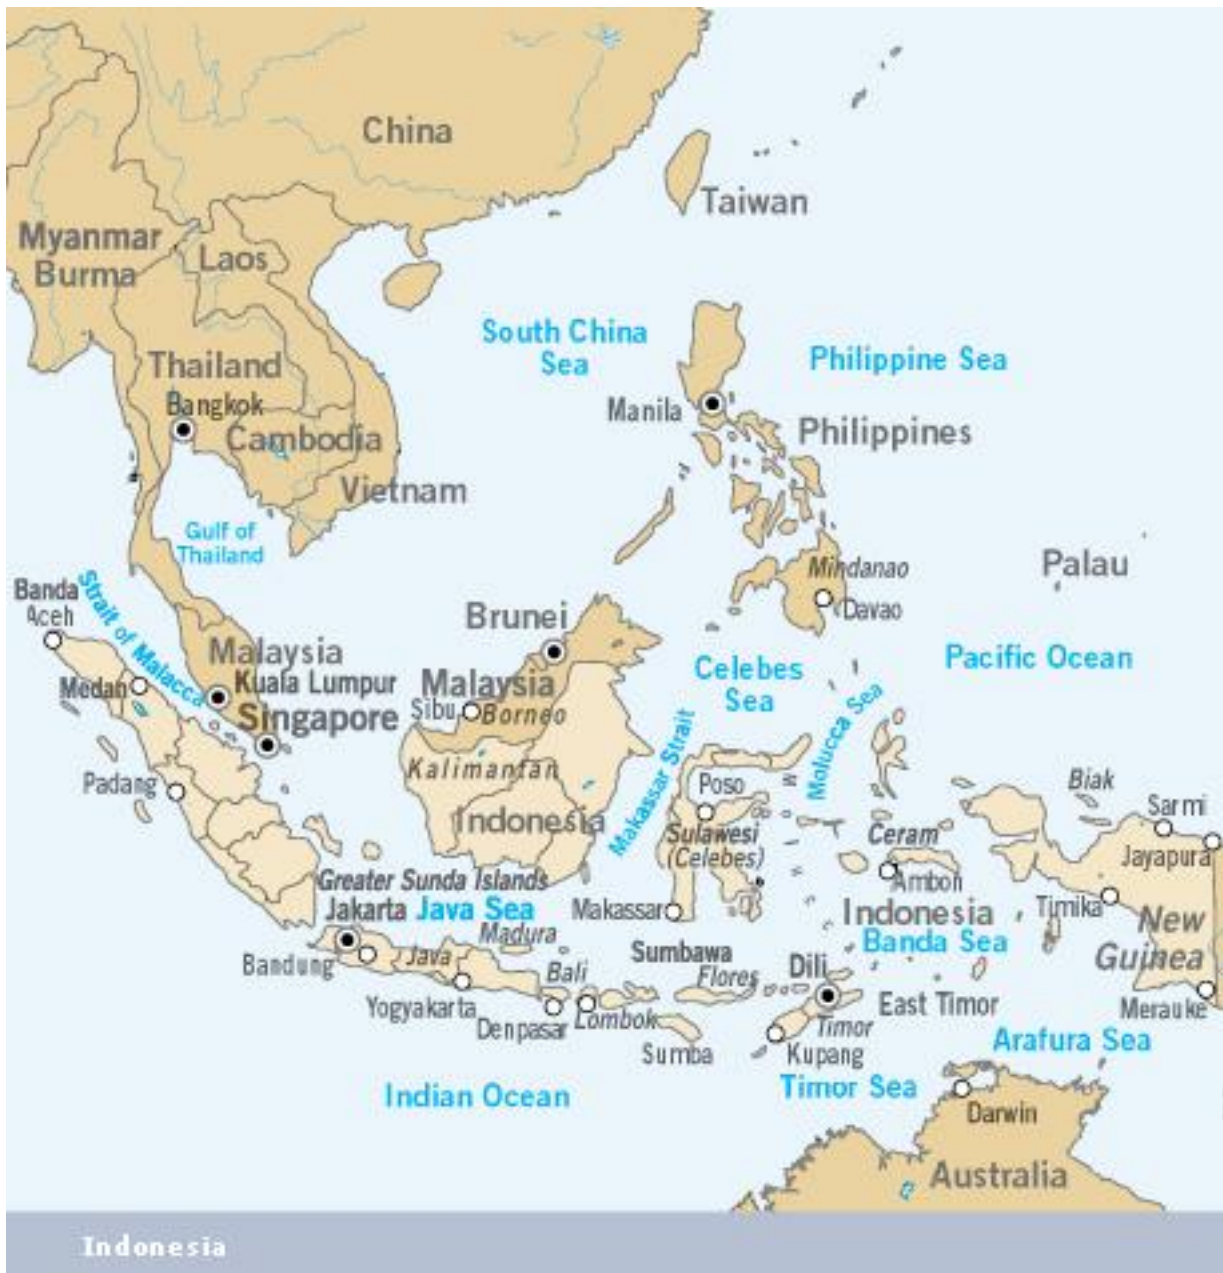 China
Taiwan
Myanmar
Burma
Laos
South China
Sea
Philippine Sea
Thailand
Bangkok
Manila
Philippines
Cambodia
Vietnam
Gulf of
Thailand
Palau
Mindanao
Davao
Banda
Aceh
Strait of Malacca
Brunei
Malaysia
Kuala Lumpur
Singapore
Malaysia
Sibu
Borneo
Celebes
Sea
Pacific Ocean
Medan
Makassar Strait
Molucca Sea
Padang
Kalimantan
Indonesia
Poso
Sulawesi
(Celebes)
Biak
Sarmi
Jayapura
Ceram
Ambon
Greater Sunda Islands
Jakarta
Java Sea
Makassar
Indonesia
Banda Sea
Timika
New
Guinea
Bandung
Java
Madura
Bali
Sumbawa
Flores
Dili
East Timor
Merauke
Yogyakarta
Denpasar
Lombok
Sumba
Timor
Kupang
Arafura Sea
Indian Ocean
Timor Sea
Darwin
Australia
Indonesia